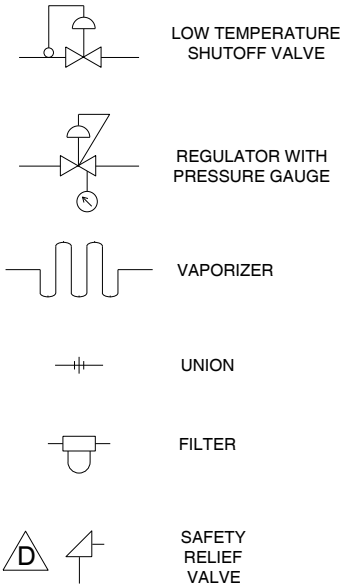 LOW TEMPERATURE
SHUTOFF VALVE
REGULATOR WITH
PRESSURE GAUGE
VAPORIZER
UNION
FILTER
D
SAFETY
RELIEF
VALVE